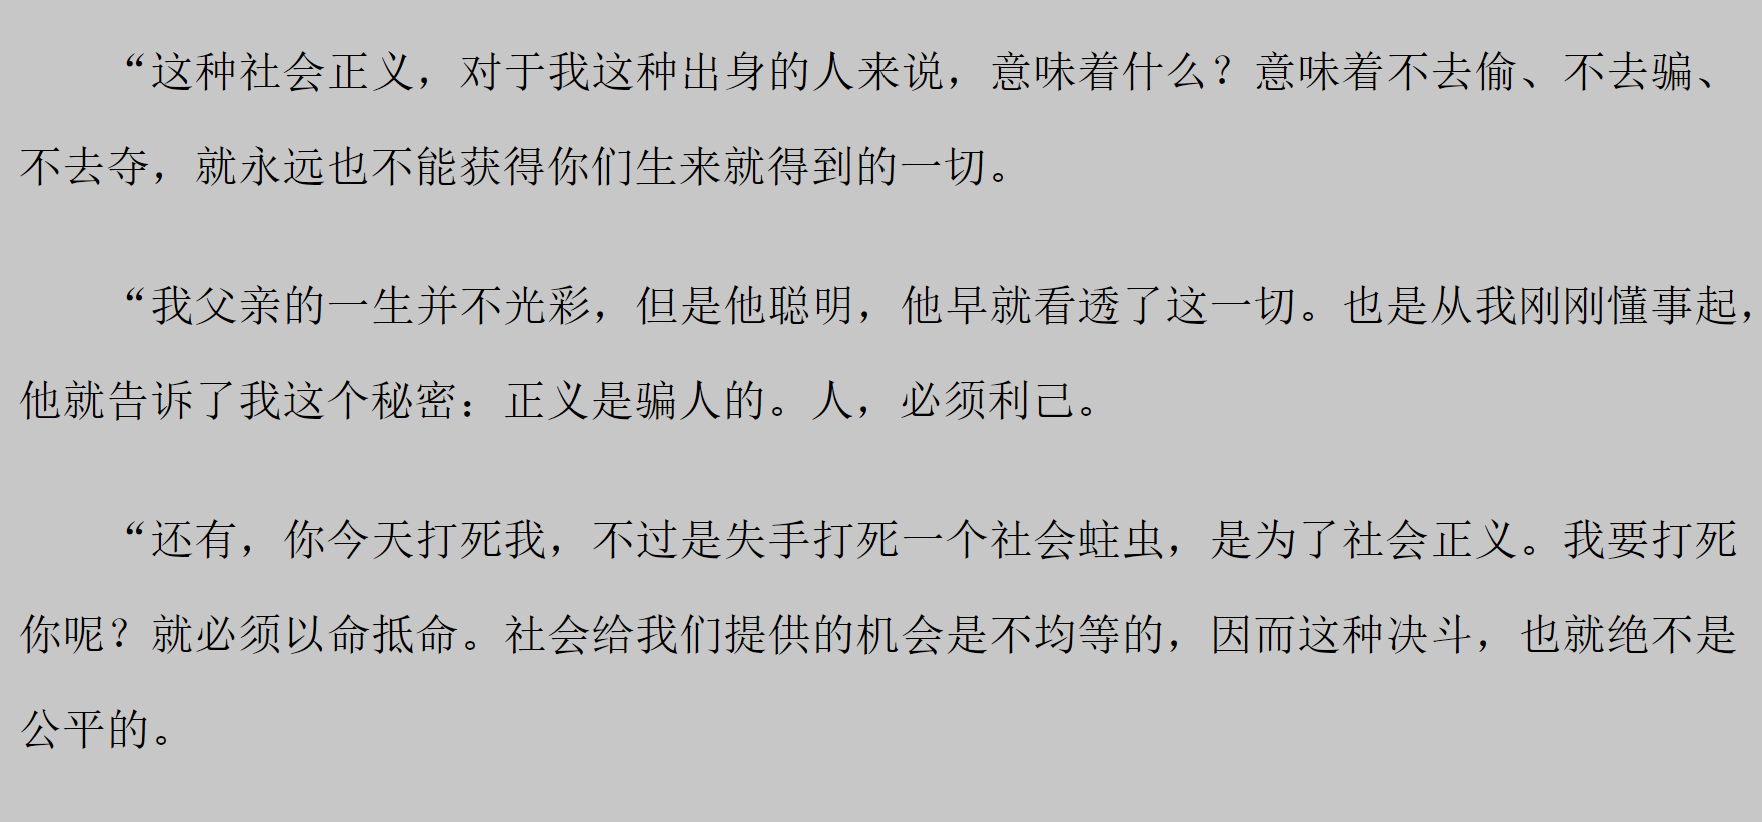 “这种社会正义，对于我这种出身的人来说，意味着什么？意味着不去偷、不去骗、
不去夺，就永远也不能获得你们生来就得到的一切。
“我父亲的一生并不光彩，但是他聪明，他早就看透了这一切。也是从我刚刚懂事起，
他就告诉了我这个秘密：正义是骗人的。人，必须利己。
“还有，你今天打死我，不过是失手打死一个社会蛀虫，是为了社会正义。我要打死
你呢？就必须以命抵命。社会给我们提供的机会是不均等的，因而这种决斗，也就绝不是
公平的。